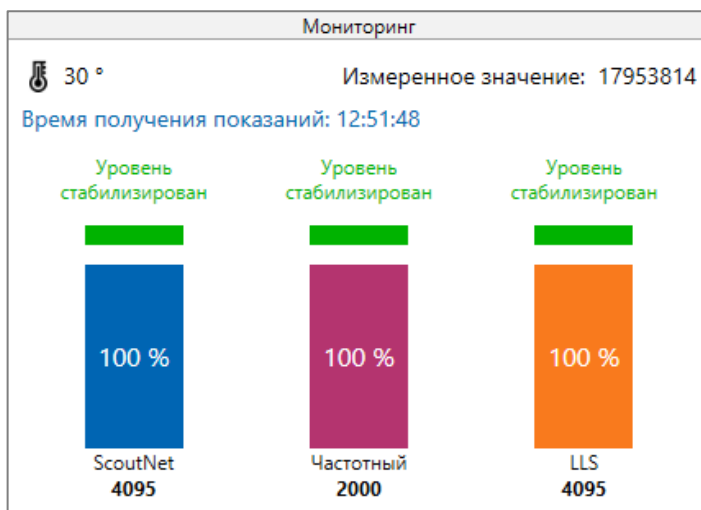 Мониторинг
30 ° Измеренное значение: 17953814
Время получения показаний: 12:51:48
Уровень стабилизирован
Уровень стабилизирован
Уровень стабилизирован
100 % 100 % 100 %
ScoutNet Частотный LLS
4095 2000 4095